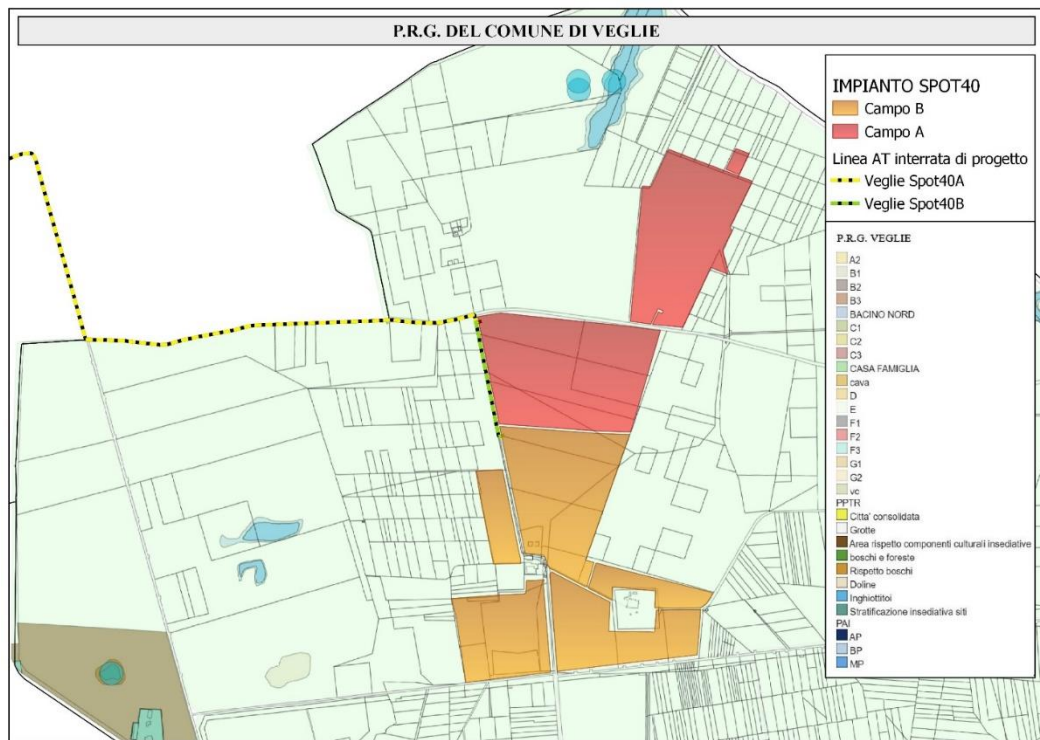 P.R.G. DEL COMUNE DI VEGLIE
IMPIANTO SPOT40
Campo B
Campo A
Linea AT interrata di progetto
Veglie Spot40A
Veglie Spot40B
P.R.G. VEGLIE
A2
B1
B2
B3
BACINO NORD
C1
C2
C3
CASA FAMIGLIA
cava
D
E
F1
F2
F3
G1
G2
vc
PPTR
Citta' consolidata
Grotte
Area rispetto componenti culturali insediative
boschi e foreste
Rispetto boschi
Doline
Inghiottitoi
Stratificazione insediativa siti
PAI
AP
BP
MP